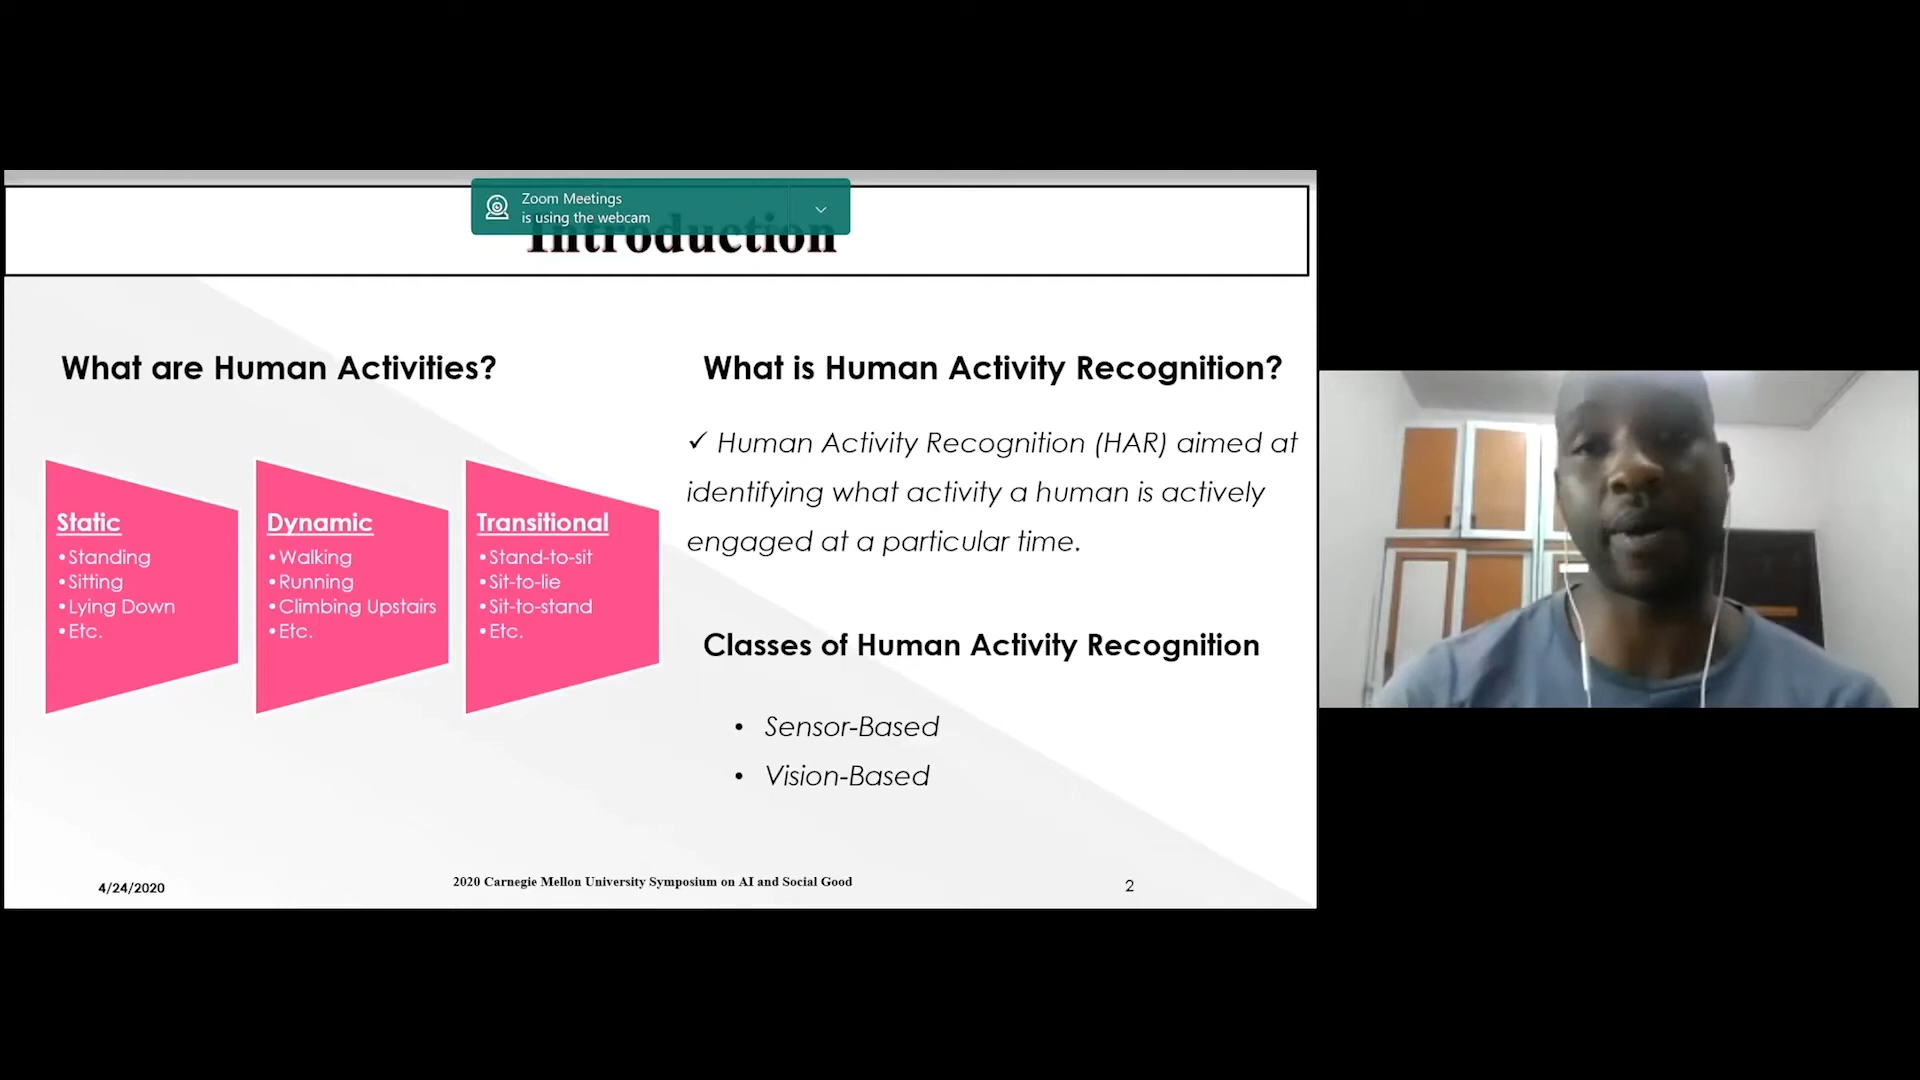 Zoom Meetings
is using the webcam
Introduction
What are Human Activities?
Static
•Standing
•Sitting
•Lying Down
•Etc.
Dynamic
•Walking
•Running
•Climbing Upstairs
•Etc.
Transitional
•Stand-to-sit
•Sit-to-lie
•Sit-to-stand
•Etc.
What is Human Activity Recognition?
✓ Human Activity Recognition (HAR) aimed at
identifying what activity a human is actively
engaged at a particular time.
Classes of Human Activity Recognition
• Sensor-Based
• Vision-Based
4/24/2020
2020 Carnegie Mellon University Symposium on AI and Social Good
2